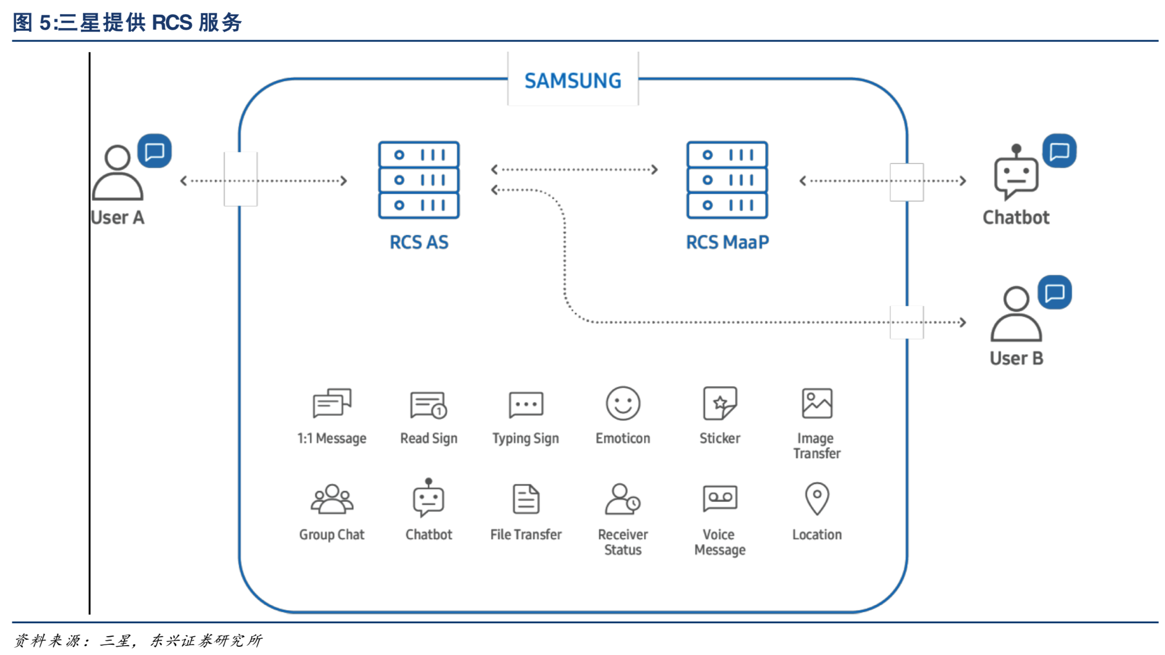 图 5:三星提供 RCS 服务
SAMSUNG
User A
RCS AS
RCS MaaP
Chatbot
User B
1:1 Message
Read Sign
1
Typing Sign
Emoticon
Sticker
Image
Transfer
Group Chat
Chatbot
File Transfer
Receiver
Status
Voice
Message
Location
资料来源：三星，东兴证券研究所